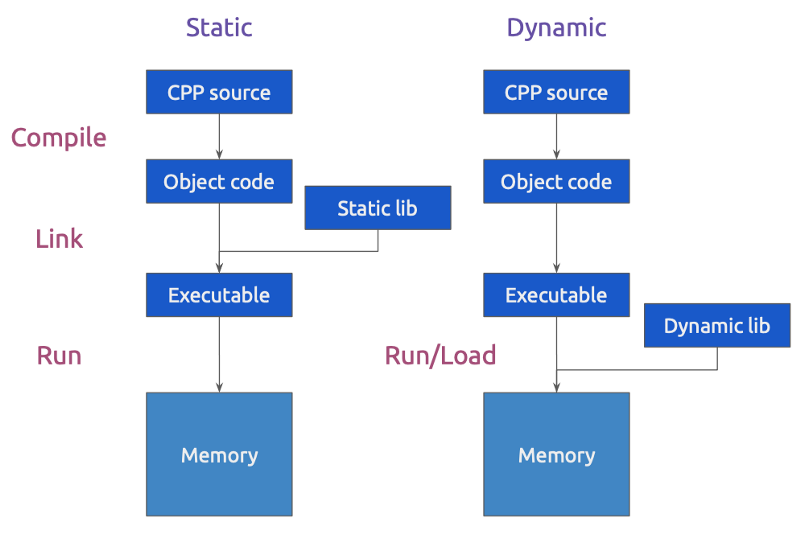 Static
Dynamic
CPP source
CPP source
Compile
Object code
Object code
Static lib
Link
Executable
Executable
Dynamic lib
Run
Run/Load
Memory
Memory